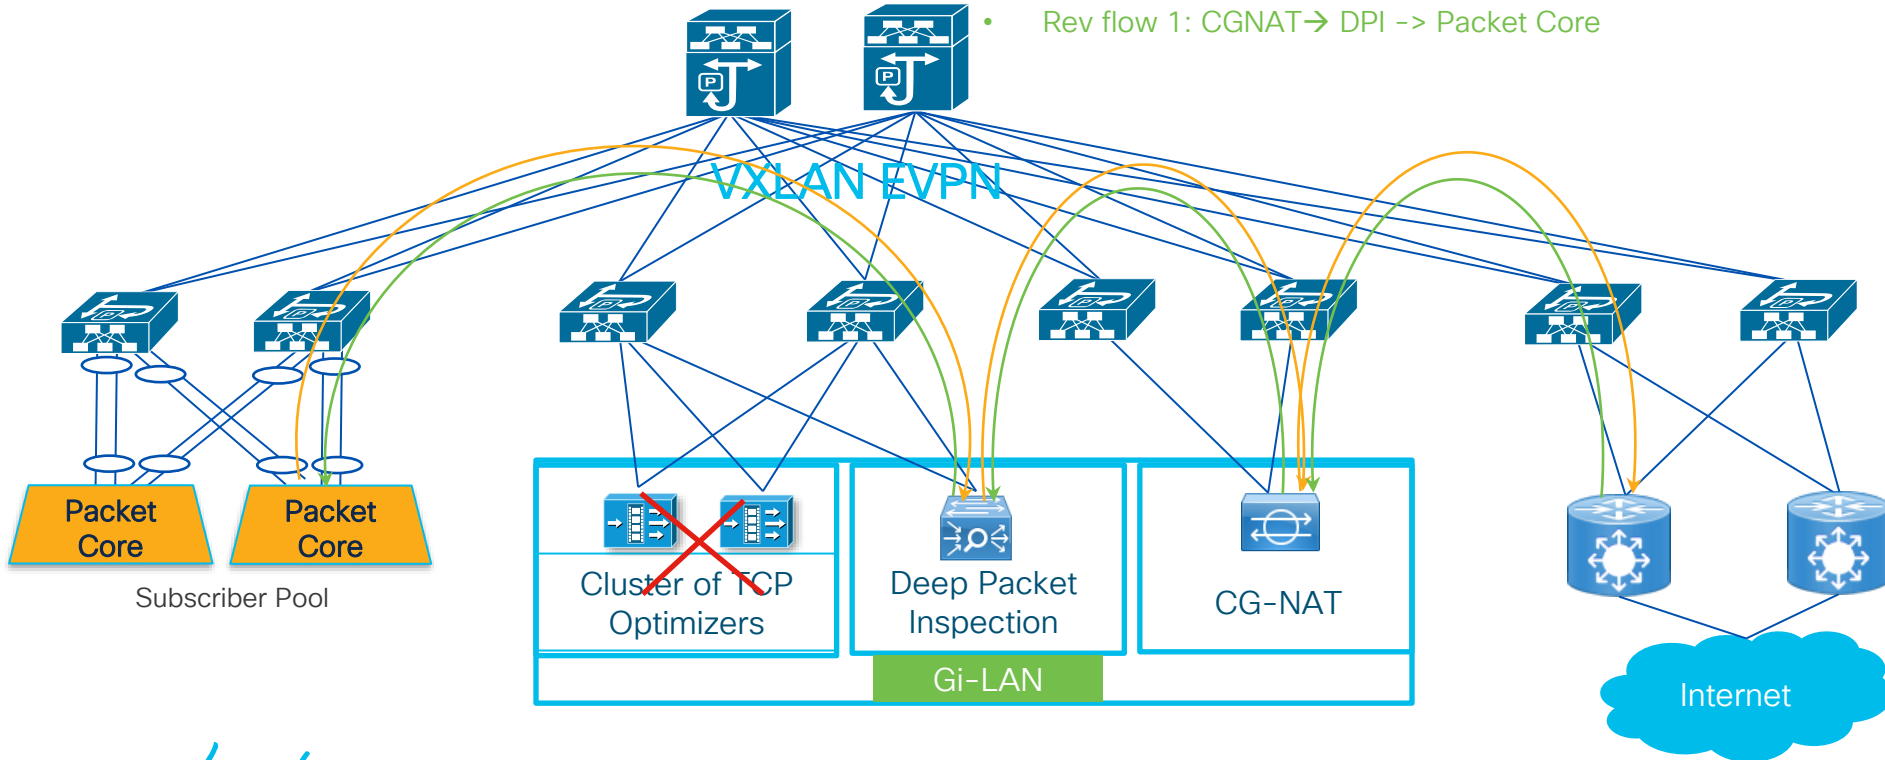 • Rev flow 1: CGNAT→ DPI -> Packet Core
P
P
VXLAN EVPN
P
P
P
P
P
P
P
P
Packet
Core
Packet
Core
Subscriber Pool
Cluster of TCP
Optimizers
Deep Packet
Inspection
CG-NAT
Gi-LAN
Internet